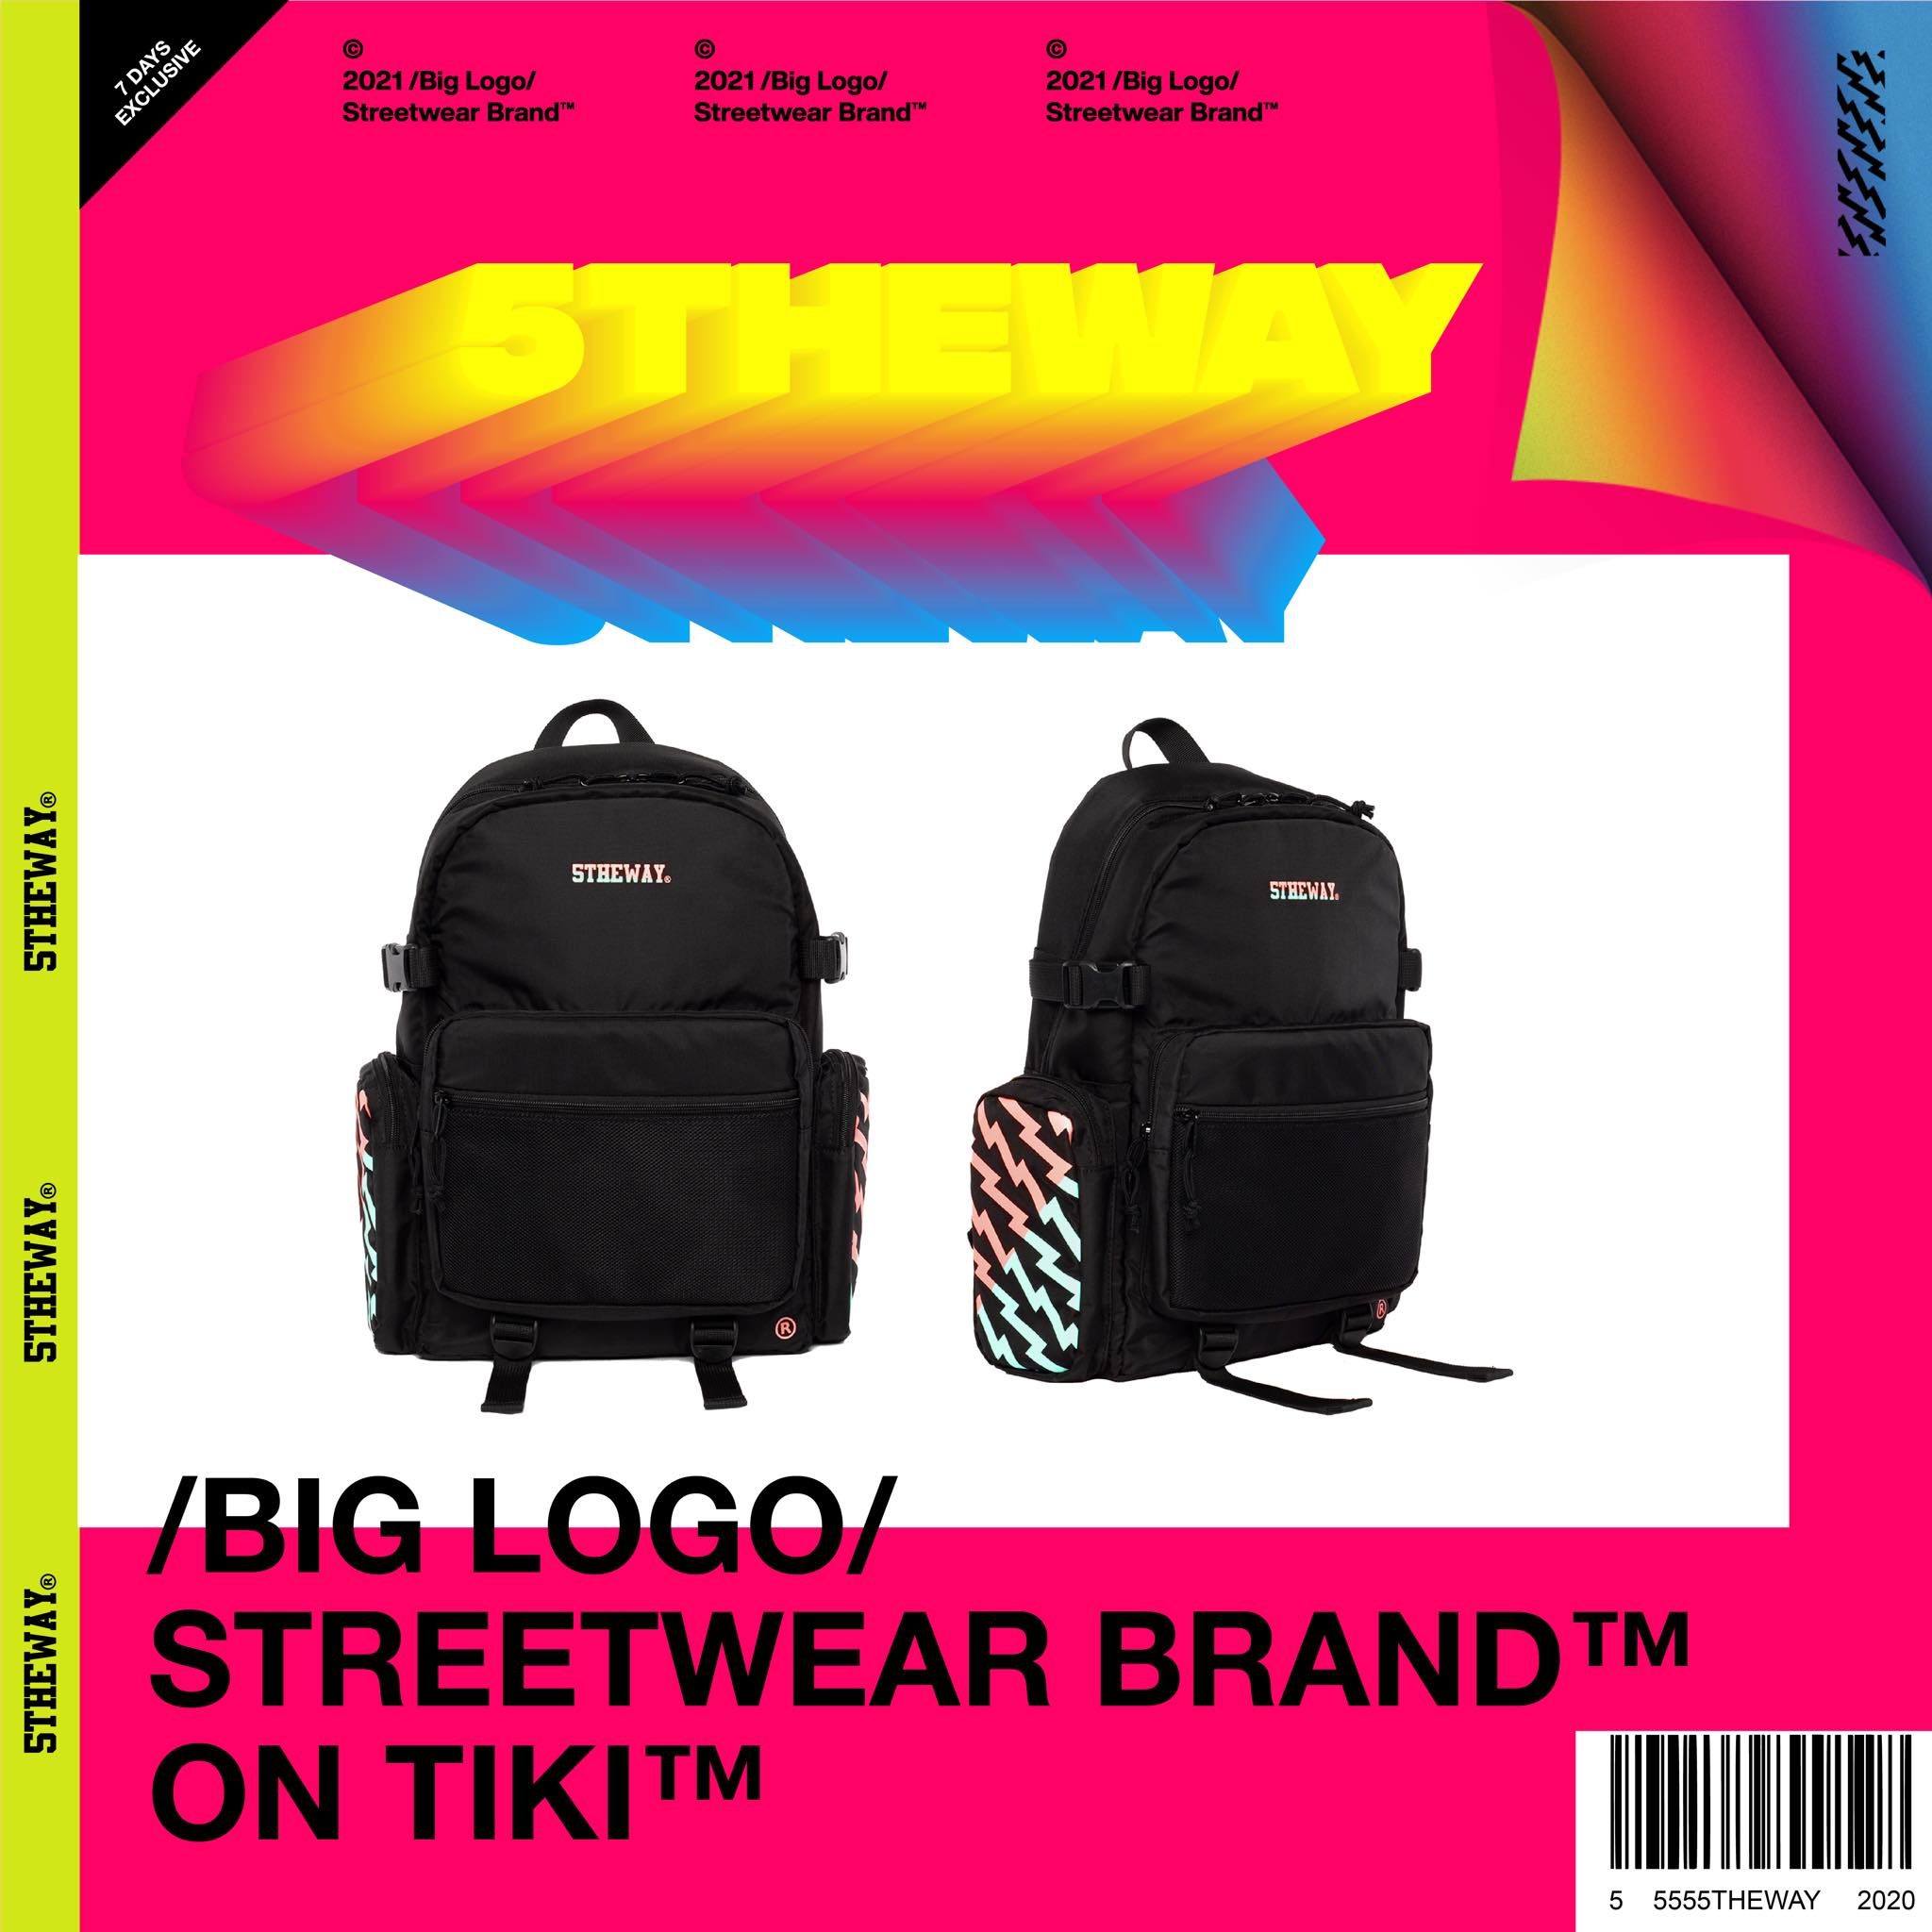 7 DAYS
EXCLUSIVE
©
2021 /Big Logo/
Streetwear Brand™
©
2021 /Big Logo/
Streetwear Brand™
©
2021 /Big Logo/
Streetwear Brand™
5THEWAY
5THEWAY®
5THEWAY®
5THEWAY®
5THEWAY®
5THEWAY®
®
®
/BIG LOGO/
STREETWEAR BRAND™
ON TIKI™
5 5555THEWAY 2020